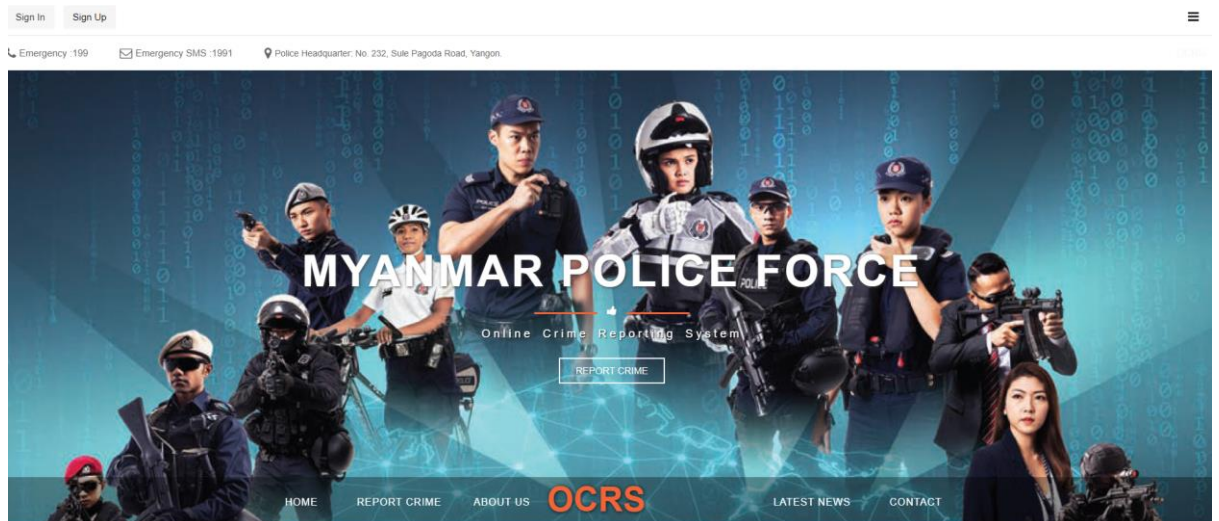 Sign In Sign Up
Emergency :199 Emergency SMS :1991 Police Headquarter: No. 232, Sule Pagoda Road, Yangon.
MYANMAR POLICE FORCE
Online Crime Reporting System
REPORT CRIME
HOME REPORT CRIME ABOUT US OCRS LATEST NEWS CONTACT